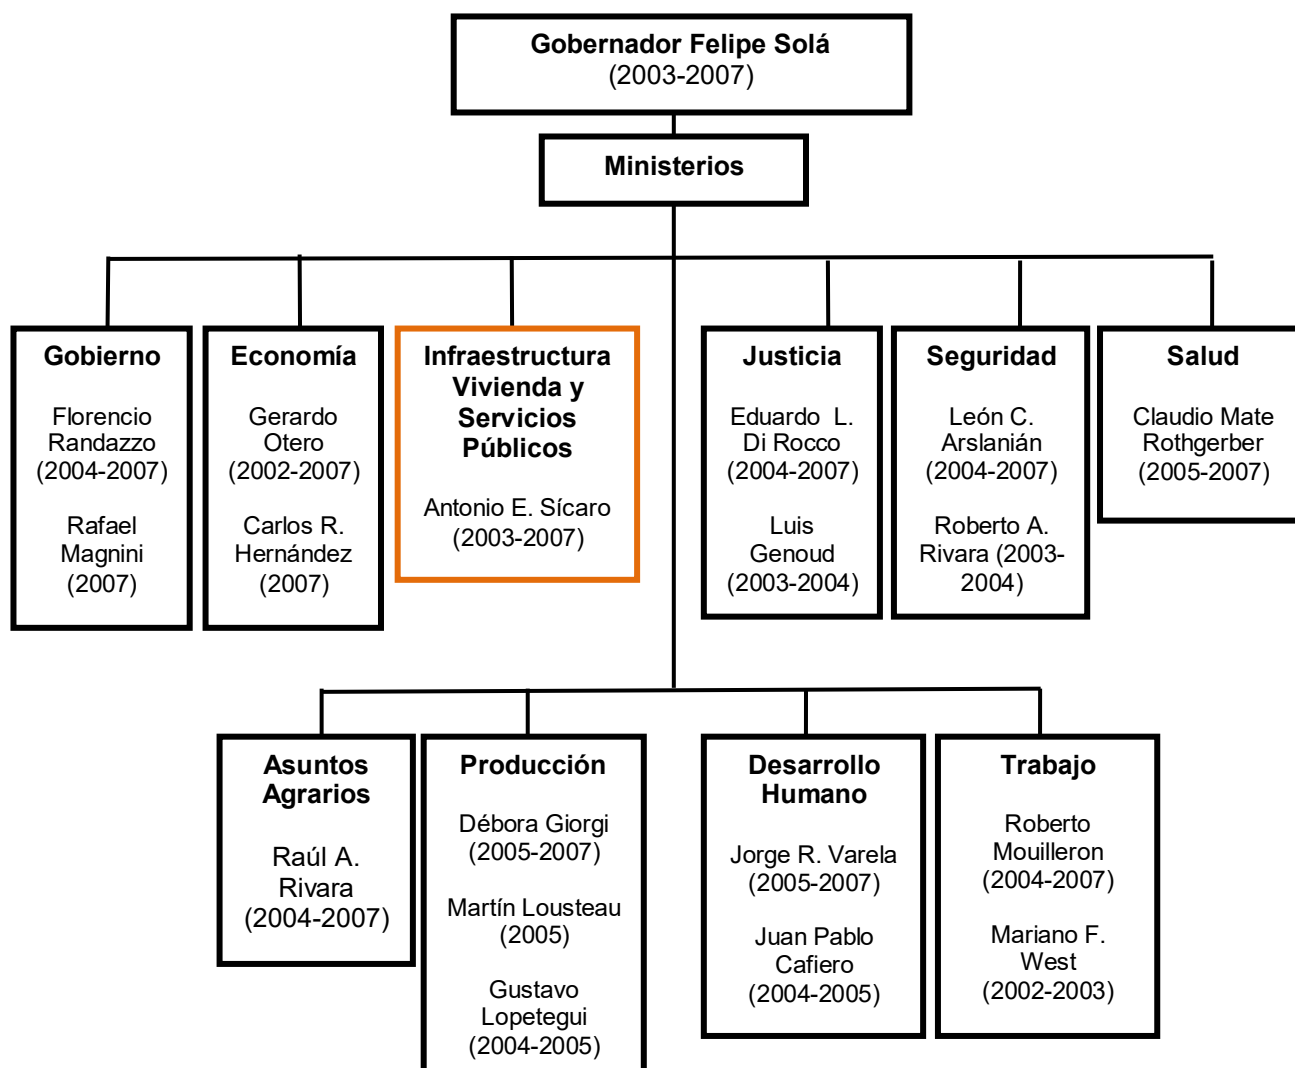 Gobernador Felipe Solá
(2003-2007)
Ministerios
Gobierno
Florencio
Randazzo
(2004-2007)
Rafael
Magnini
(2007)
Economía
Gerardo
Otero
(2002-2007)
Carlos R.
Hernández
(2007)
Infraestructura
Vivienda y
Servicios
Públicos
Antonio E. Sícaro
(2003-2007)
Justicia
Eduardo L.
Di Rocco
(2004-2007)
Luis
Genoud
(2003-2004)
Seguridad
León C.
Arslanián
(2004-2007)
Roberto A.
Rivara (2003-
2004)
Salud
Claudio Mate
Rothgerber
(2005-2007)
Asuntos
Agrarios
Raúl A.
Rivara
(2004-2007)
Producción
Débora Giorgi
(2005-2007)
Martín Lousteau
(2005)
Gustavo
Lopetegui
(2004-2005)
Desarrollo
Humano
Jorge R. Varela
(2005-2007)
Juan Pablo
Cafiero
(2004-2005)
Trabajo
Roberto
Mouilleron
(2004-2007)
Mariano F.
West
(2002-2003)